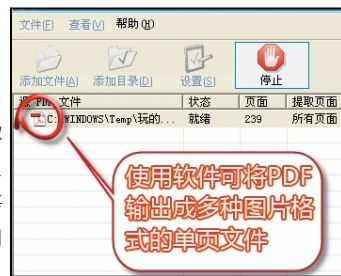 文件(F) 查看(V) 帮助(H)
添加文件(A) 添加目录(D) 设置(S) 停止
源 PDF 文件 状态 页面 提取页面
C:\WINDOWS\Temp\玩的... 就绪 239 所有页面
使用软件可将PDF
输出成多种图片格
式的单页文件